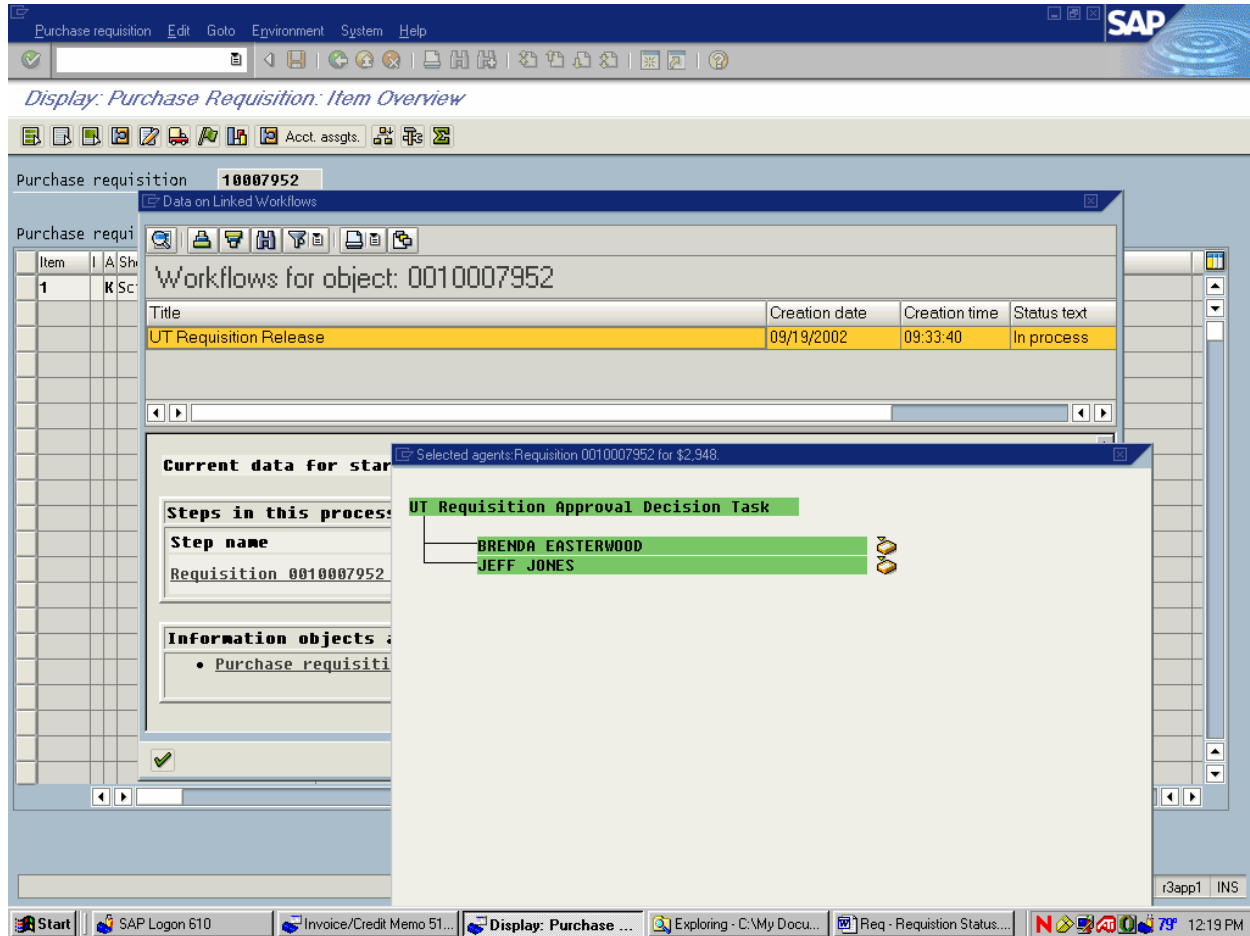 Purchase requisition Edit Goto Environment System Help
SAP
Display: Purchase Requisition: Item Overview
Acct. assgts.
Purchase requisition 10007952
Data on Linked Workflows
Purchase requi
Item I A Sh
1 K Sc
Workflows for object: 0010007952
Title Creation date Creation time Status text
UT Requisition Release 09/19/2002 09:33:40 In process
Current data for star
Selected agents:Requisition 0010007952 for $2,948.
Steps in this process
UT Requisition Approval Decision Task
Step name
BRENDA EASTERWOOD
JEFF JONES
Requisition 0010007952
Information objects a
• Purchase requisiti
r3app1 INS
Start SAP Logon 610 Invoice/Credit Memo 51... Display: Purchase ... Exploring - C:\My Docu... Req - Requistion Status.... N 79° 12:19 PM